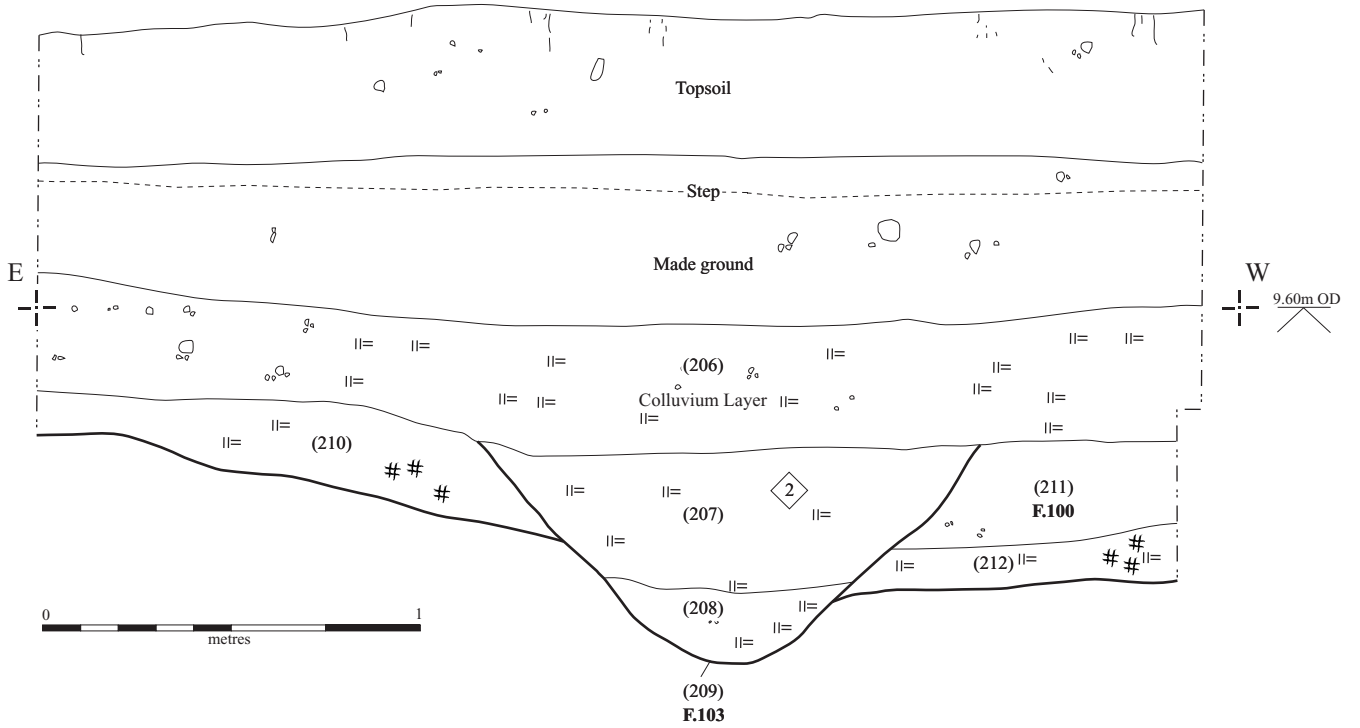 Topsoil
Step
Made ground
E
W
9.60m OD
(206)
Colluvium Layer
(210)
2
(207)
(211)
F.100
(212)
(208)
0 1
metres
(209)
F.103